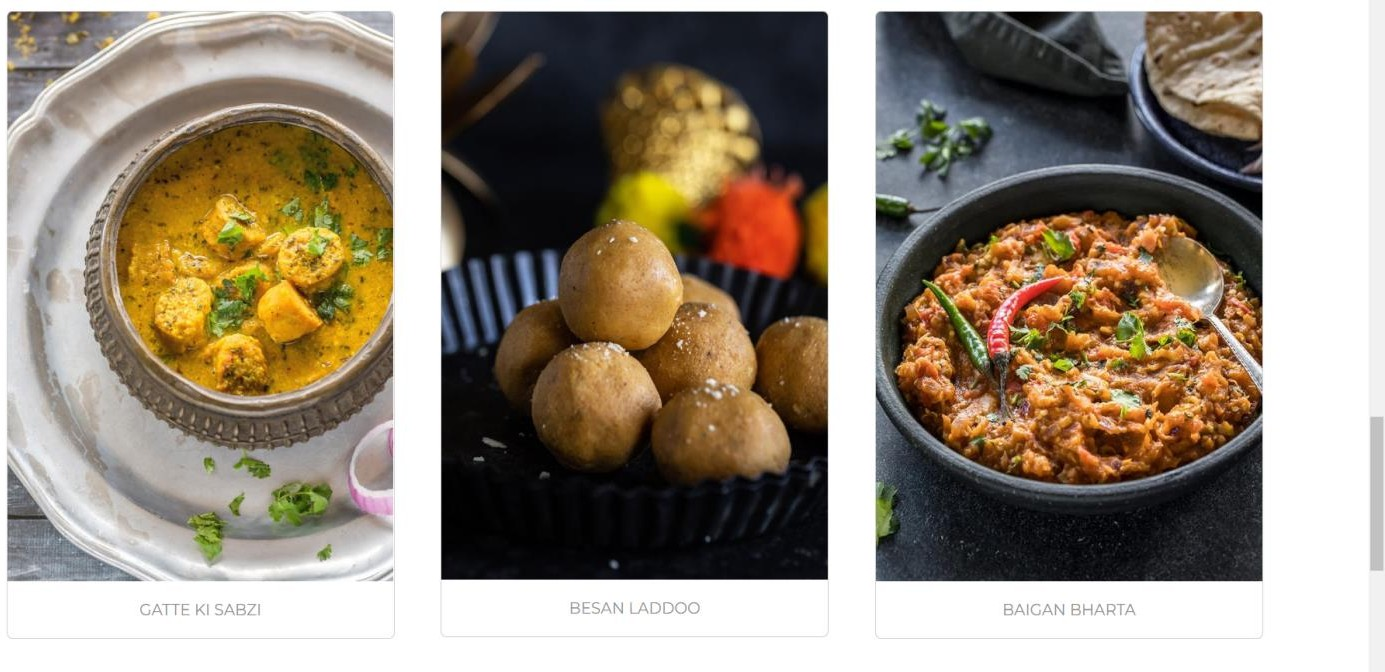 GATTE KI SABZI
BESAN LADDOO
BAIGAN BHARTA